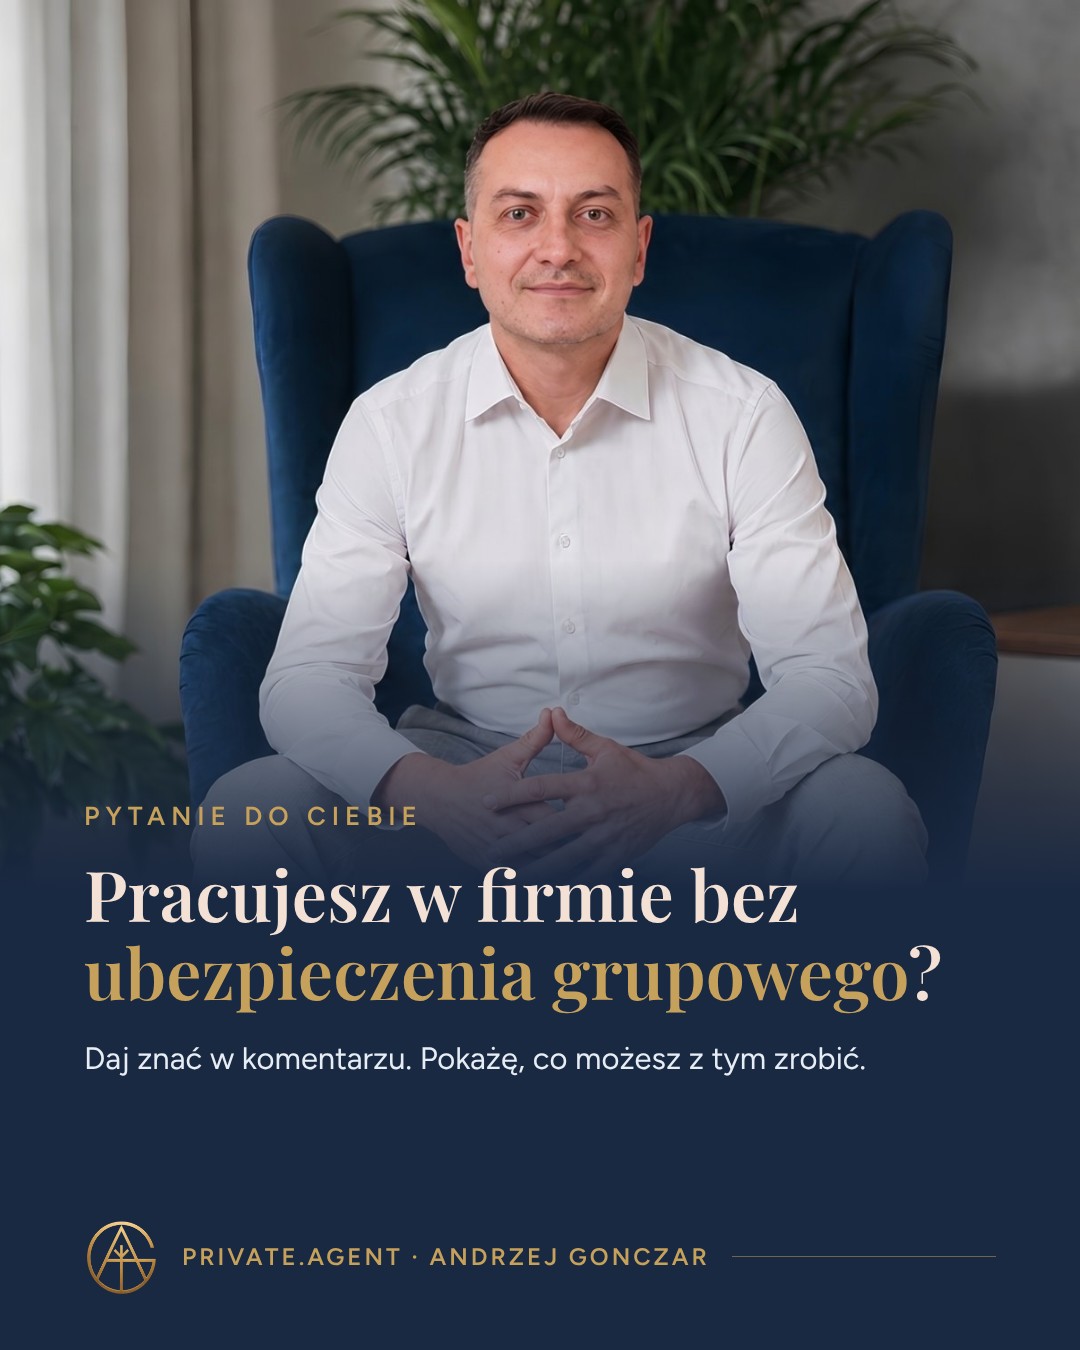 PYTANIE DO CIEBIE
Pracujesz w firmie bez
ubezpieczenia grupowego?
Daj znać w komentarzu. Pokażę, co możesz z tym zrobić.
PRIVATE.AGENT · ANDRZEJ GONCZAR